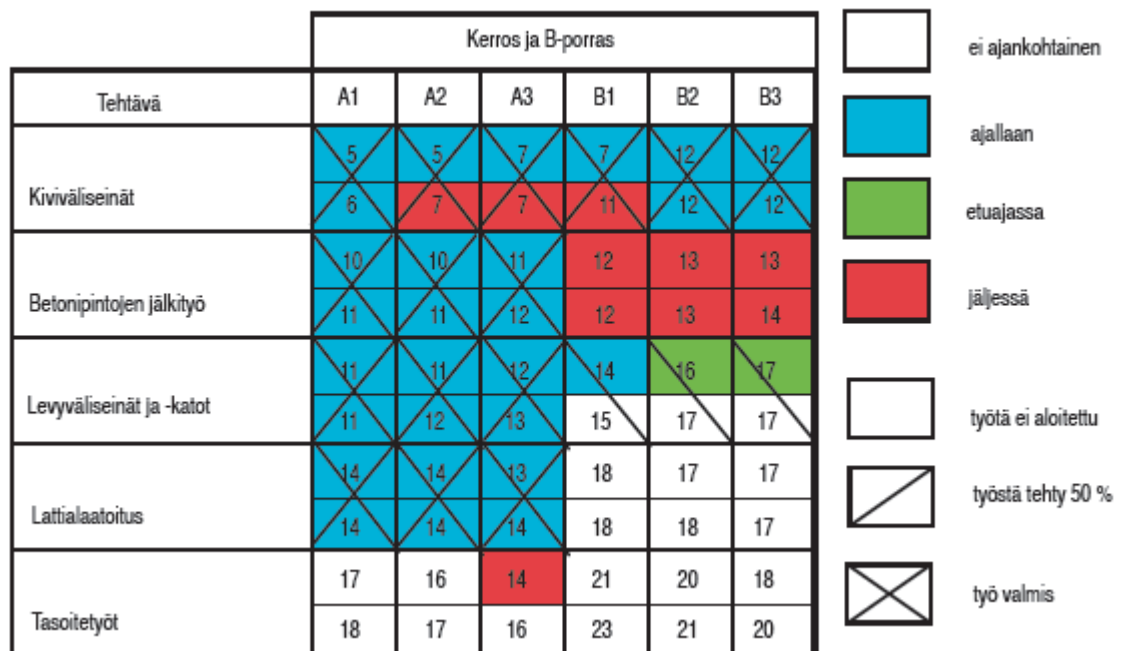 Kerros ja B-porras
Tehtävä A1 A2 A3 B1 B2 B3
5 5 7 7 12 12
Kiviväliseinät
6 7 7 11 12 12
10 10 11 12 13 13
Betonipintojen jälkityö
11 11 12 12 13 14
11 11 12 14 16 17
Levyväliseinät ja -katot
11 12 13 15 17 17
14 14 13 18 17 17
Lattialaatoitus
14 14 14 18 18 17
17 16 14 21 20 18
Tasoitetyöt
18 17 16 23 21 20
ei ajankohtainen
ajallaan
etuajassa
jäljessä
työtä ei aloitettu
työstä tehty 50 %
työ valmis